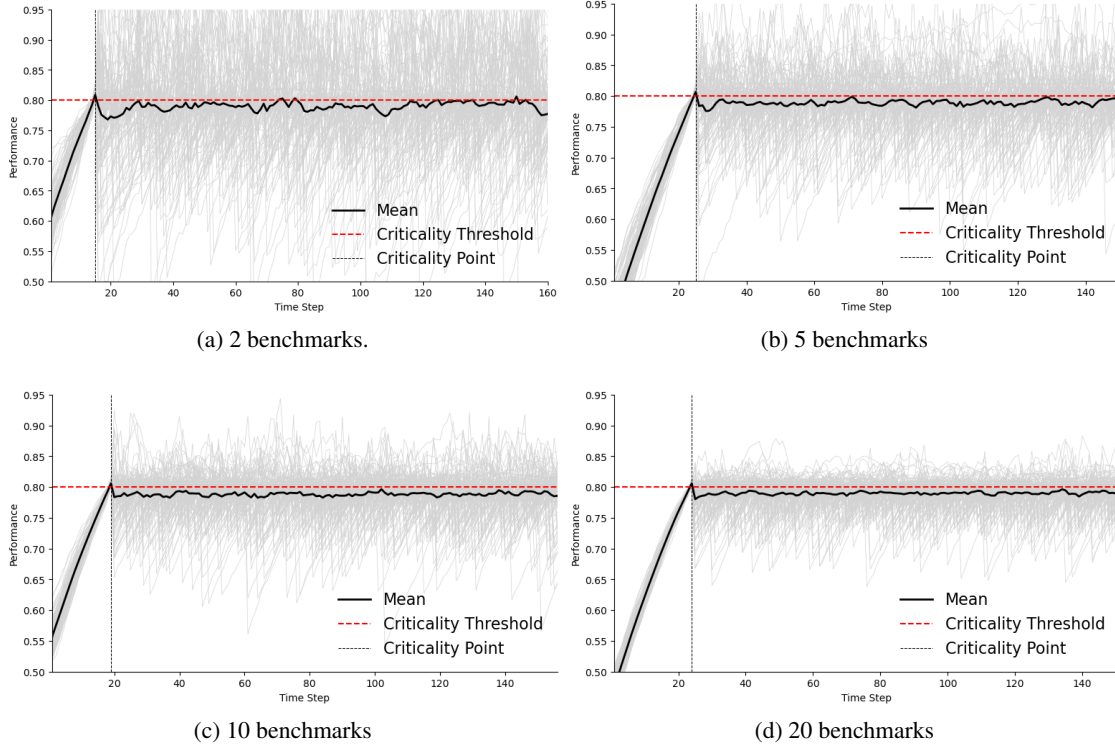 0.95
0.90
0.85
0.80
0.75
0.70
0.65
0.60
0.55
0.50
Performance
20 40 60 80 100 120 140 160
Time Step
Mean
Criticality Threshold
Criticality Point
(a) 2 benchmarks.
0.95
0.90
0.85
0.80
0.75
0.70
0.65
0.60
0.55
0.50
Performance
20 40 60 80 100 120 140
Time Step
Mean
Criticality Threshold
Criticality Point
(b) 5 benchmarks
0.95
0.90
0.85
0.80
0.75
0.70
0.65
0.60
0.55
0.50
Performance
20 40 60 80 100 120 140
Time Step
Mean
Criticality Threshold
Criticality Point
(c) 10 benchmarks
0.95
0.90
0.85
0.80
0.75
0.70
0.65
0.60
0.55
0.50
Performance
20 40 60 80 100 120 140
Time Step
Mean
Criticality Threshold
Criticality Point
(d) 20 benchmarks